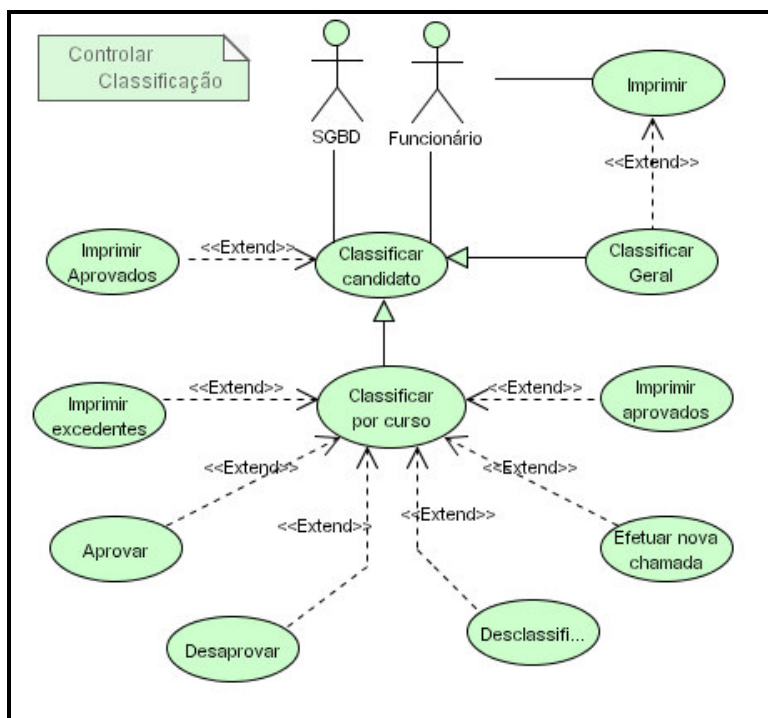 Controlar
Classificação
SGBD
Funcionário
Imprimir
<<Extend>>
Imprimir
Aprovados
<<Extend>>
Classificar
candidato
Classificar
Geral
Imprimir
excedentes
<<Extend>>
Classificar
por curso
<<Extend>>
Imprimir
aprovados
<<Extend>>
<<Extend>>
<<Extend>>
<<Extend>>
Aprovar
Efetuar nova
chamada
Desaprovar
Desclassifi...